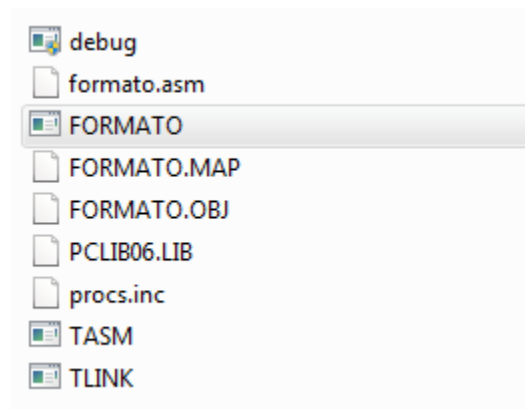 debug
formato.asm
FORMATO
FORMATO.MAP
FORMATO.OBJ
PCLIB06.LIB
procs.inc
TASM
TLINK